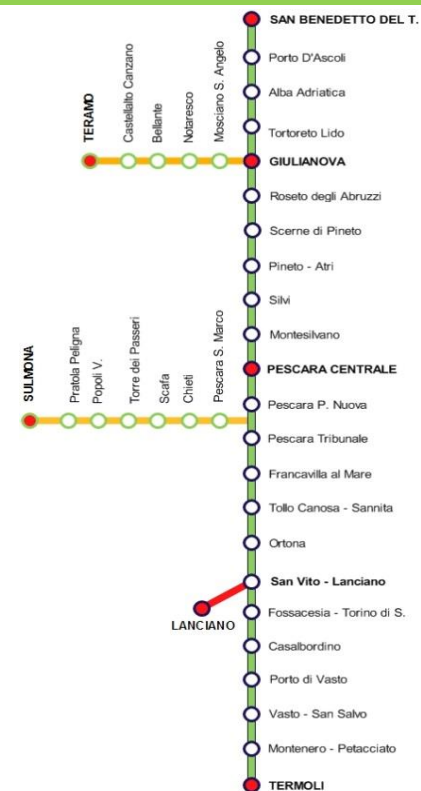 SAN BENEDETTO DEL T.
Porto D'Ascoli
Alba Adriatica
Tortoreto Lido
TERAMO
Castellalto Canzano
Bellante
Notaresco
Mosciano S. Angelo
GIULIANOVA
Roseto degli Abruzzi
Scerne di Pineto
Pineto - Atri
Silvi
Montesilvano
PESCARA CENTRALE
SULMONA
Pratola Peligna
Popoli V.
Torre dei Passeri
Scafa
Chieti
Pescara S. Marco
Pescara P. Nuova
Pescara Tribunale
Francavilla al Mare
Tollo Canosa - Sannita
Ortona
San Vito - Lanciano
LANCIANO
Fossacesia - Torino di S.
Casalbordino
Porto di Vasto
Vasto - San Salvo
Montenero - Petacciato
TERMOLI